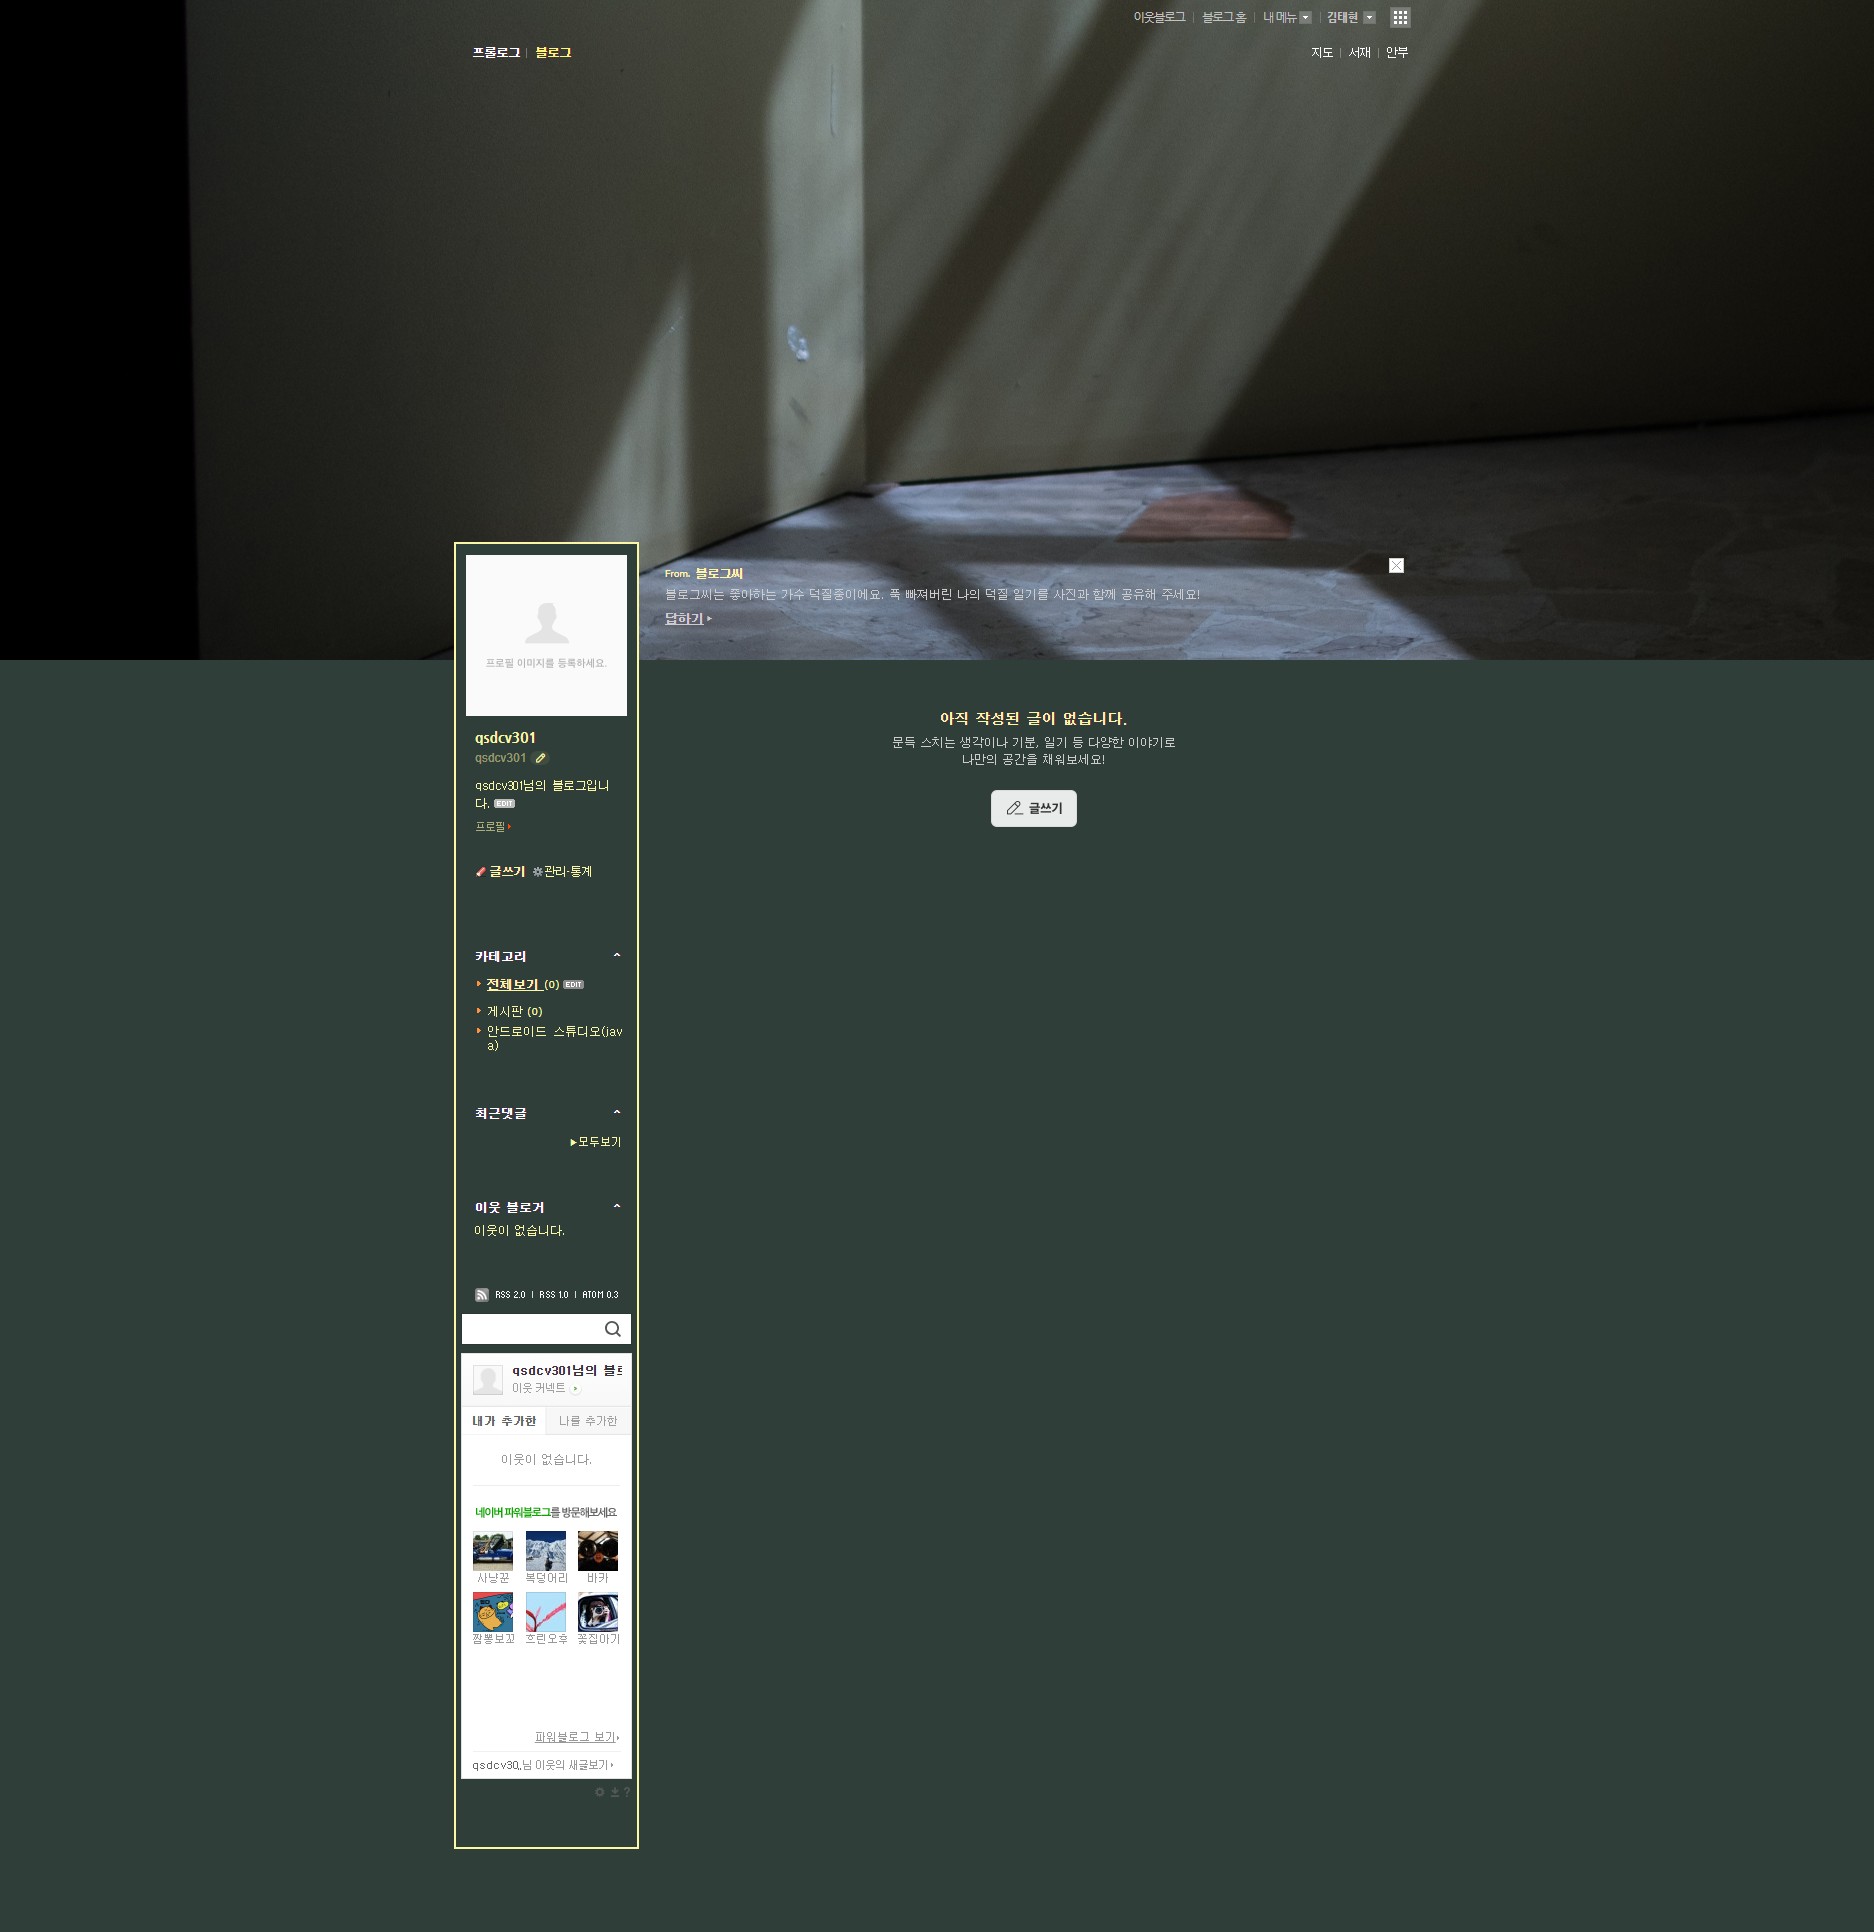 이웃블로그 블로그 홈 내 메뉴 김태현
프롤로그 블로그 지도 서재 안부
From. 블로그씨
블로그씨는 좋아하는 가수 덕질중이에요. 푹 빠져버린 나의 덕질 일기를 사진과 함께 공유해 주세요!
답하기
프로필 이미지를 등록하세요.
qsdcv301
qsdcv301
qsdcv301님의 블로그입니
다. EDIT
프로필
글쓰기 관리·통계
아직 작성된 글이 없습니다.
문득 스치는 생각이나 기분, 일기 등 다양한 이야기로
나만의 공간을 채워보세요!
글쓰기
카테고리
전체보기 (0) EDIT
게시판 (0)
안드로이드 스튜디오(jav
a)
최근댓글
▶모두보기
이웃 블로거
이웃이 없습니다.
RSS 2.0 | RSS 1.0 | ATOM 0.3
qsdcv301님의 블로
이웃 커넥트
내가 추가한 나를 추가한
이웃이 없습니다.
네이버 파워블로그를 방문해보세요
사냥꾼 복덩어리 바카
짬뽕보꼬 흐린오후 꽃집아기
파워블로그 보기
qsdcv30..님 이웃의 새글보기
?